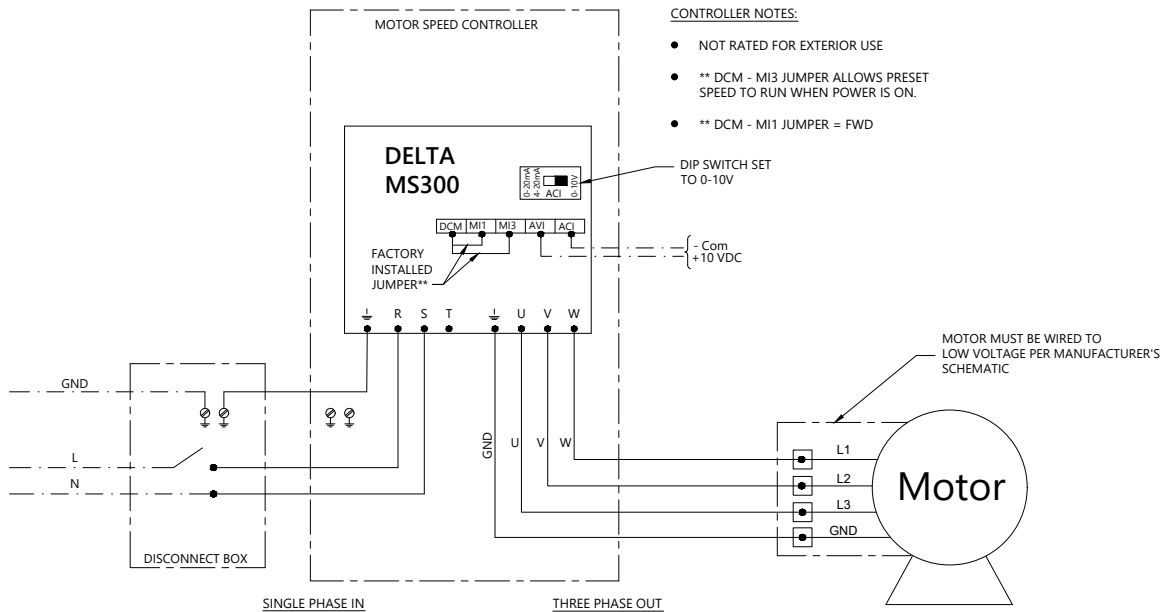 MOTOR SPEED CONTROLLER
CONTROLLER NOTES:
● NOT RATED FOR EXTERIOR USE
● ** DCM - MI3 JUMPER ALLOWS PRESET
SPEED TO RUN WHEN POWER IS ON.
● ** DCM - MI1 JUMPER = FWD
DELTA
MS300
0-20mA
4-20mA
ACI
0-10V
DIP SWITCH SET
TO 0-10V
DCM MI1 MI3 AVI ACI
FACTORY
INSTALLED
JUMPER**
- Com
+10 VDC
R S T U V W
MOTOR MUST BE WIRED TO
LOW VOLTAGE PER MANUFACTURER'S
SCHEMATIC
GND
L
N
DISCONNECT BOX
GND
U
V
W
L1
L2
L3
GND
Motor
SINGLE PHASE IN
THREE PHASE OUT